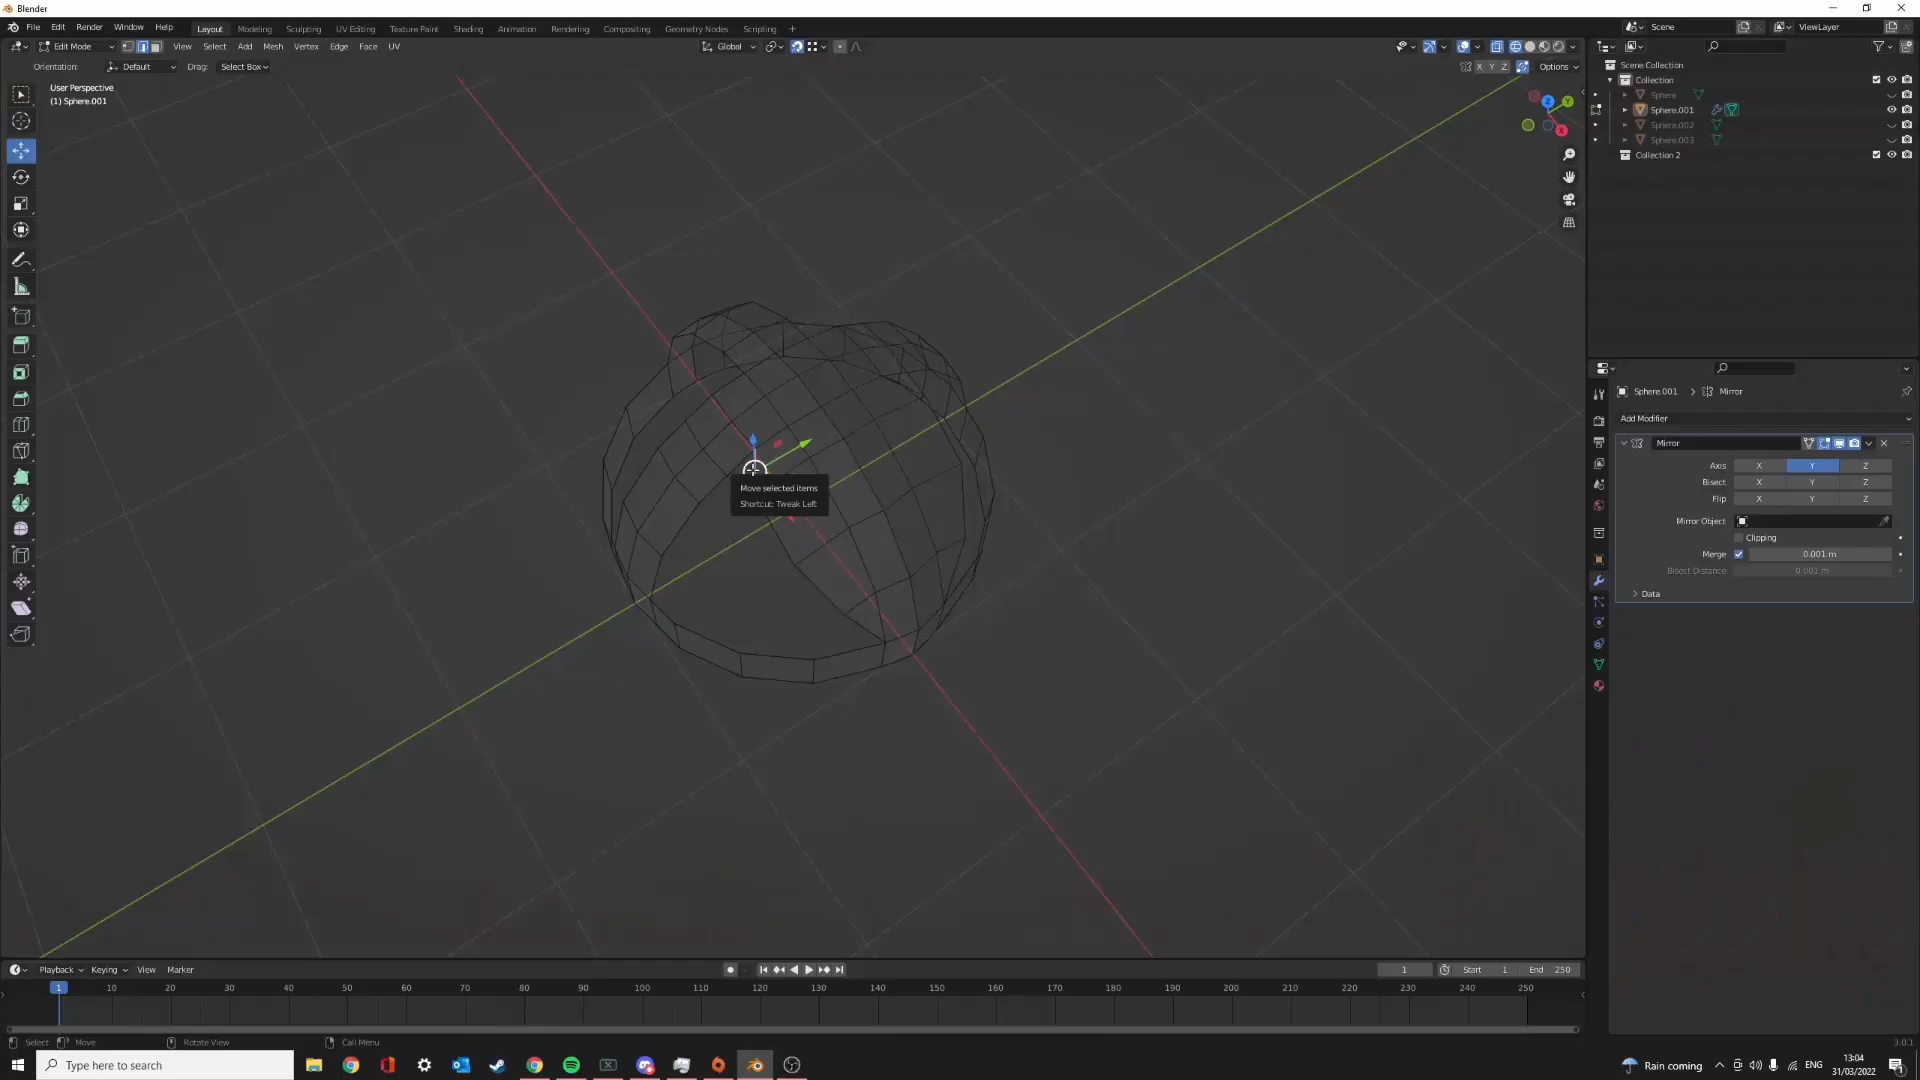 Blender
File Edit Render Window Help
Layout Modeling Sculpting UV Editing Texture Paint Shading Animation Rendering Compositing Geometry Nodes Scripting +
Scene
ViewLayer
Edit Mode View Select Add Mesh Vertex Edge Face UV
Global
Orientation: Default Drag: Select Box
X Y Z Options
User Perspective
(1) Sphere.001
Z
Y
X
Scene Collection
Collection
Sphere
Sphere.001
Sphere.002
Sphere.003
Collection 2
Move selected items
Shortcut: Tweak Left
Sphere.001 > Mirror
Add Modifier
Mirror
Axis X Y Z
Bisect X Y Z
Flip X Y Z
Mirror Object
Clipping
Merge 0.001 m
Bisect Distance 0.001 m
Data
Playback Keying View Marker
1 Start 1 End 250
1 10 20 30 40 50 60 70 80 90 100 110 120 130 140 150 160 170 180 190 200 210 220 230 240 250
Select Move Rotate View Call Menu
3.0.1
Type here to search
Rain coming
ENG
13:04
31/03/2022